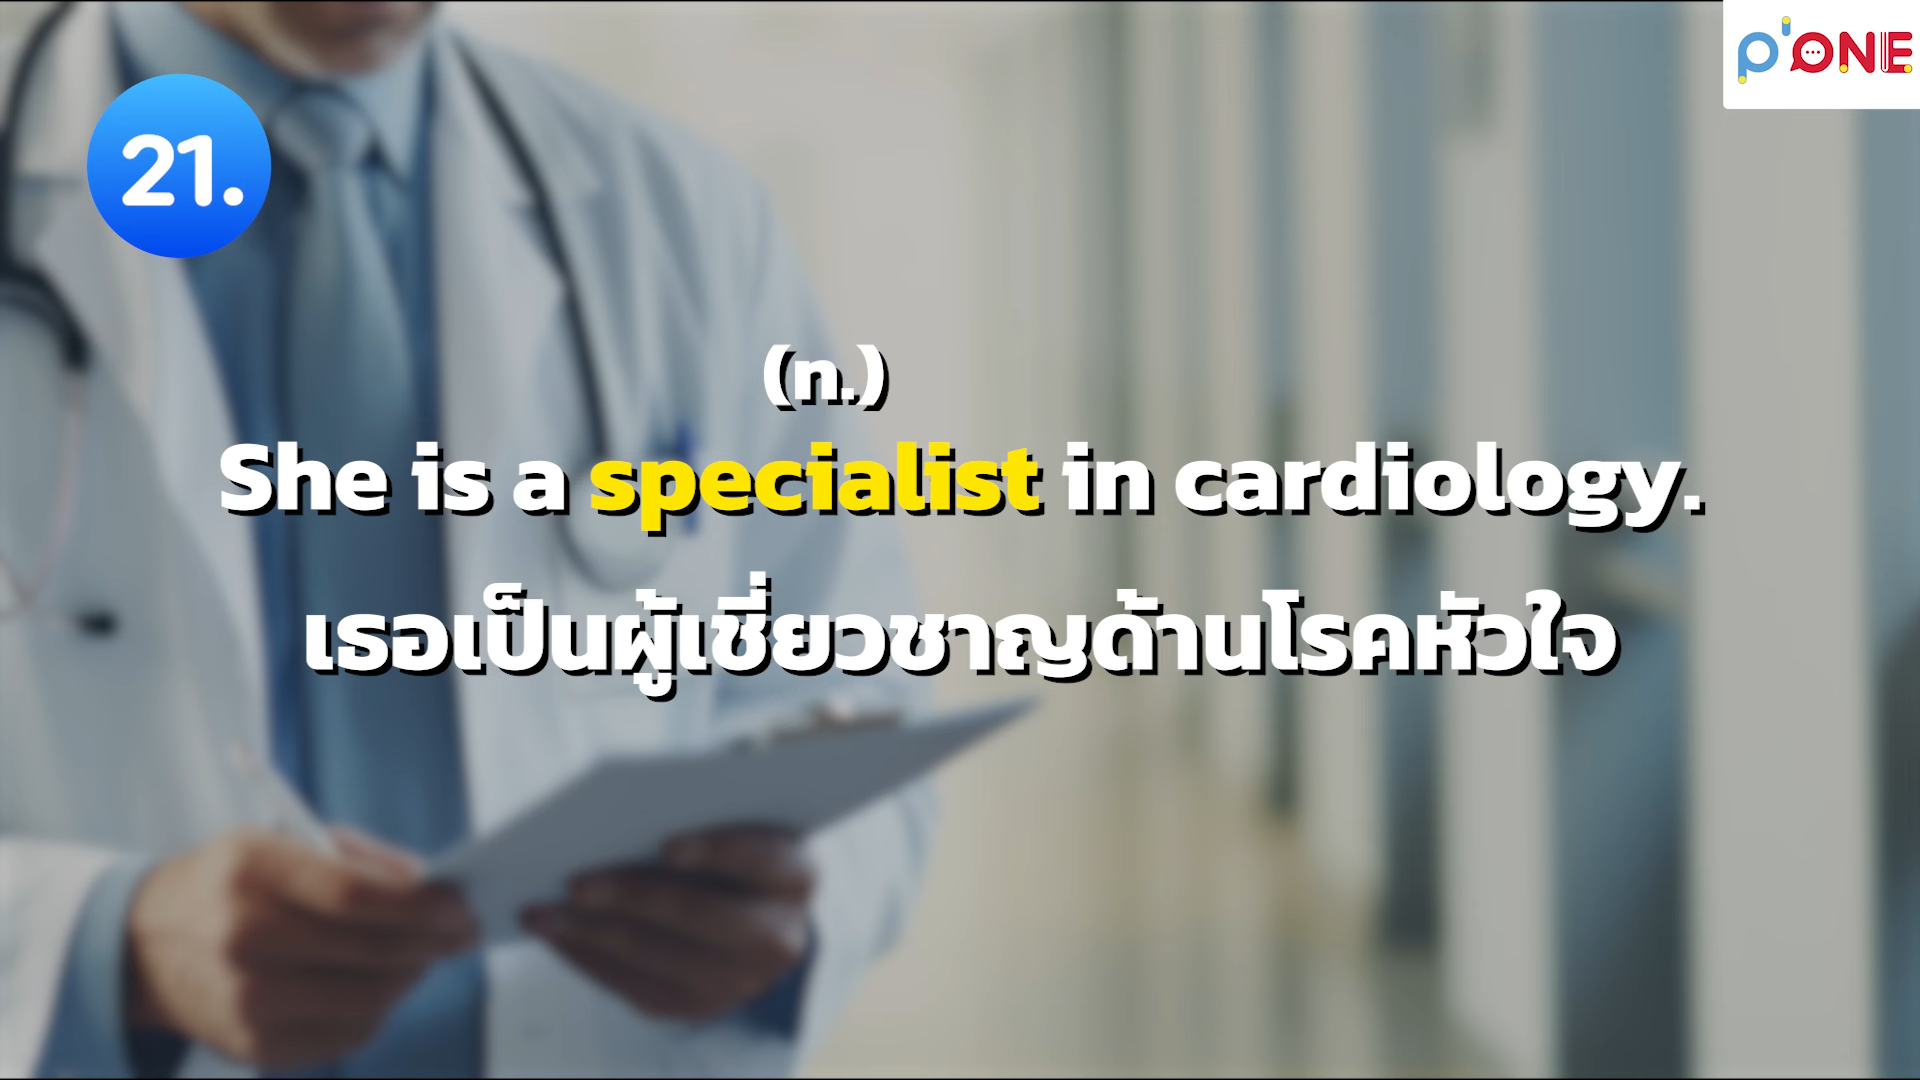 P'ONE
21.
(n.)
She is a specialist in cardiology.
เธอเป็นผู้เชี่ยวชาญด้านโรคหัวใจ